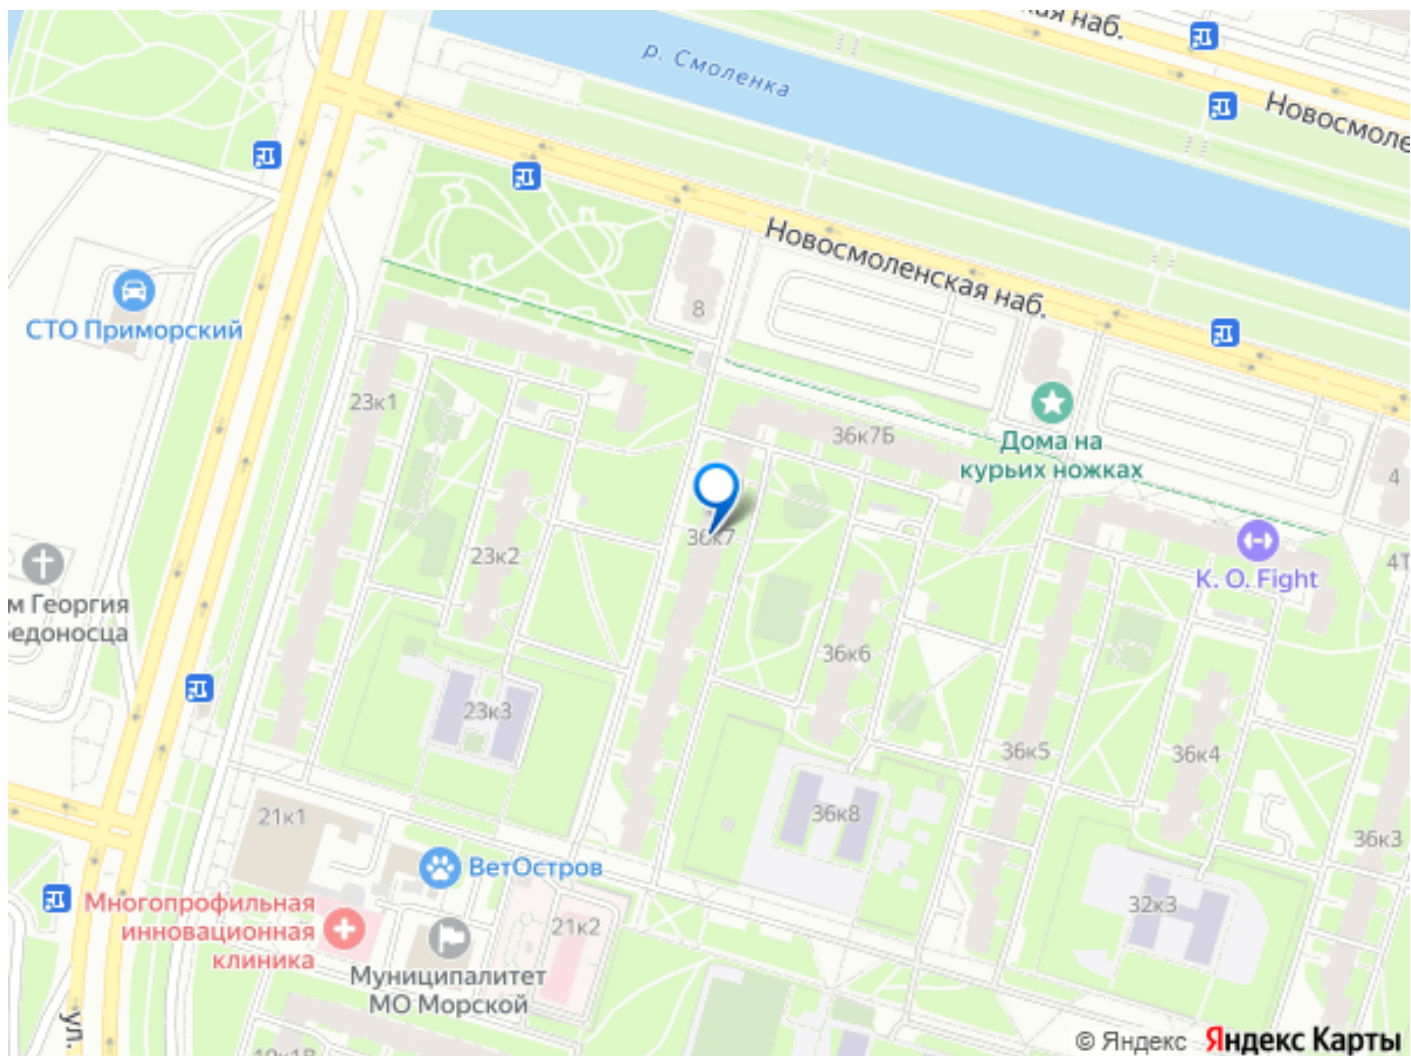 ая наб.
р. Смоленка
Новосмоле
Новосмоленская наб.
СТО Приморский
8
23к1
36к7Б
Дома на
курьих ножках
4
36к7
23к2
K. O. Fight
4Т
м Георгия
едоносца
36к6
23к3
36к5
36к4
21к1
36к8
36к3
ВетОстров
Многопрофильная
инновационная
клиника
21к2
32к3
Муниципалитет
МО Морской
ул.
© Яндекс Яндекс Карты